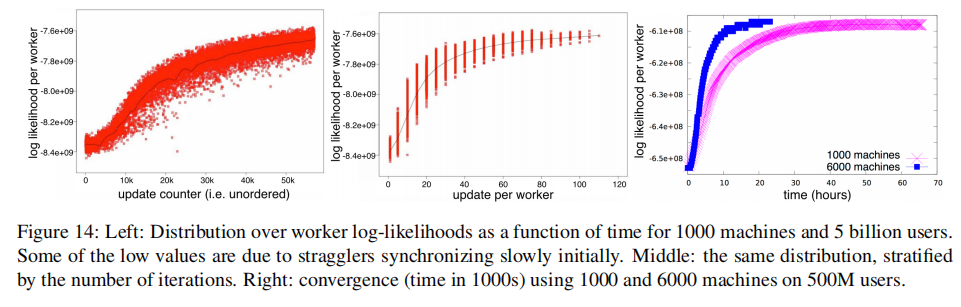 -7.6e+09
-7.8e+09
-8.0e+09
-8.2e+09
-8.4e+09
log likelihood per worker
0
10k
20k
30k
40k
50k
update counter (i.e. unordered)
-7.6e+09
-7.8e+09
-8.0e+09
-8.2e+09
-8.4e+09
log likelihood per worker
0
20
40
60
80
100
120
update per worker
-6.1e+08
-6.2e+08
-6.3e+08
-6.4e+08
-6.5e+08
log likelihood per worker
1000 machines
6000 machines
0
10
20
30
40
50
60
70
time (hours)
Figure 14: Left: Distribution over worker log-likelihoods as a function of time for 1000 machines and 5 billion users.
Some of the low values are due to stragglers synchronizing slowly initially. Middle: the same distribution, stratified
by the number of iterations. Right: convergence (time in 1000s) using 1000 and 6000 machines on 500M users.